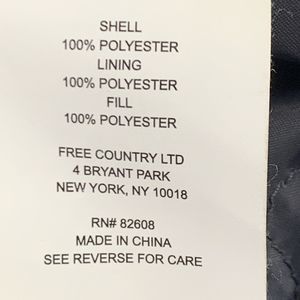 SHELL
100% POLYESTER
LINING
100% POLYESTER
FILL
100% POLYESTER
FREE COUNTRY LTD
4 BRYANT PARK
NEW YORK, NY 10018
RN# 82608
MADE IN CHINA
SEE REVERSE FOR CARE